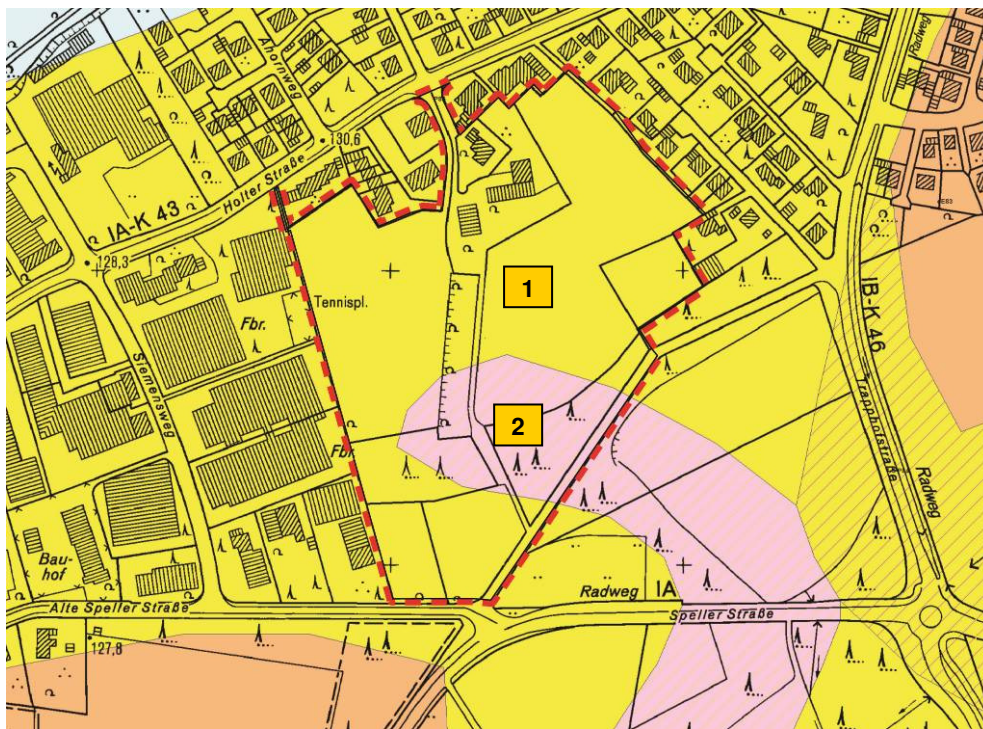 Ahornweg
Radweg
130,6
Holter Straße
IA-K 43
128,3
Tennispl.
1
IB-K 46
Fbr.
Siemensweg
Trapphofstraße
2
Fbr.
Radweg
Bau-
hof
Radweg
IA
Alte Speller Straße
Speller Straße
127,8